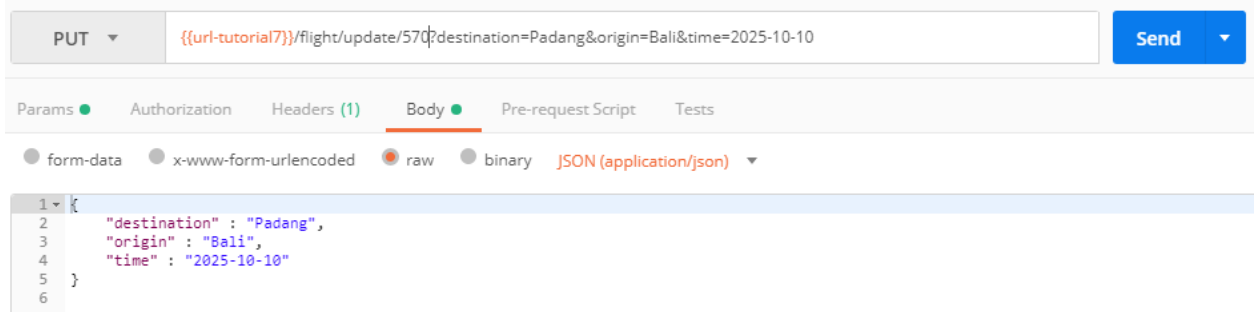 PUT {{url-tutorial7}}/flight/update/570?destination=Padang&origin=Bali&time=2025-10-10 Send
Params Authorization Headers (1) Body Pre-request Script Tests
form-data x-www-form-urlencoded raw binary JSON (application/json)
1 {
2 "destination" : "Padang",
3 "origin" : "Bali",
4 "time" : "2025-10-10"
5 }
6